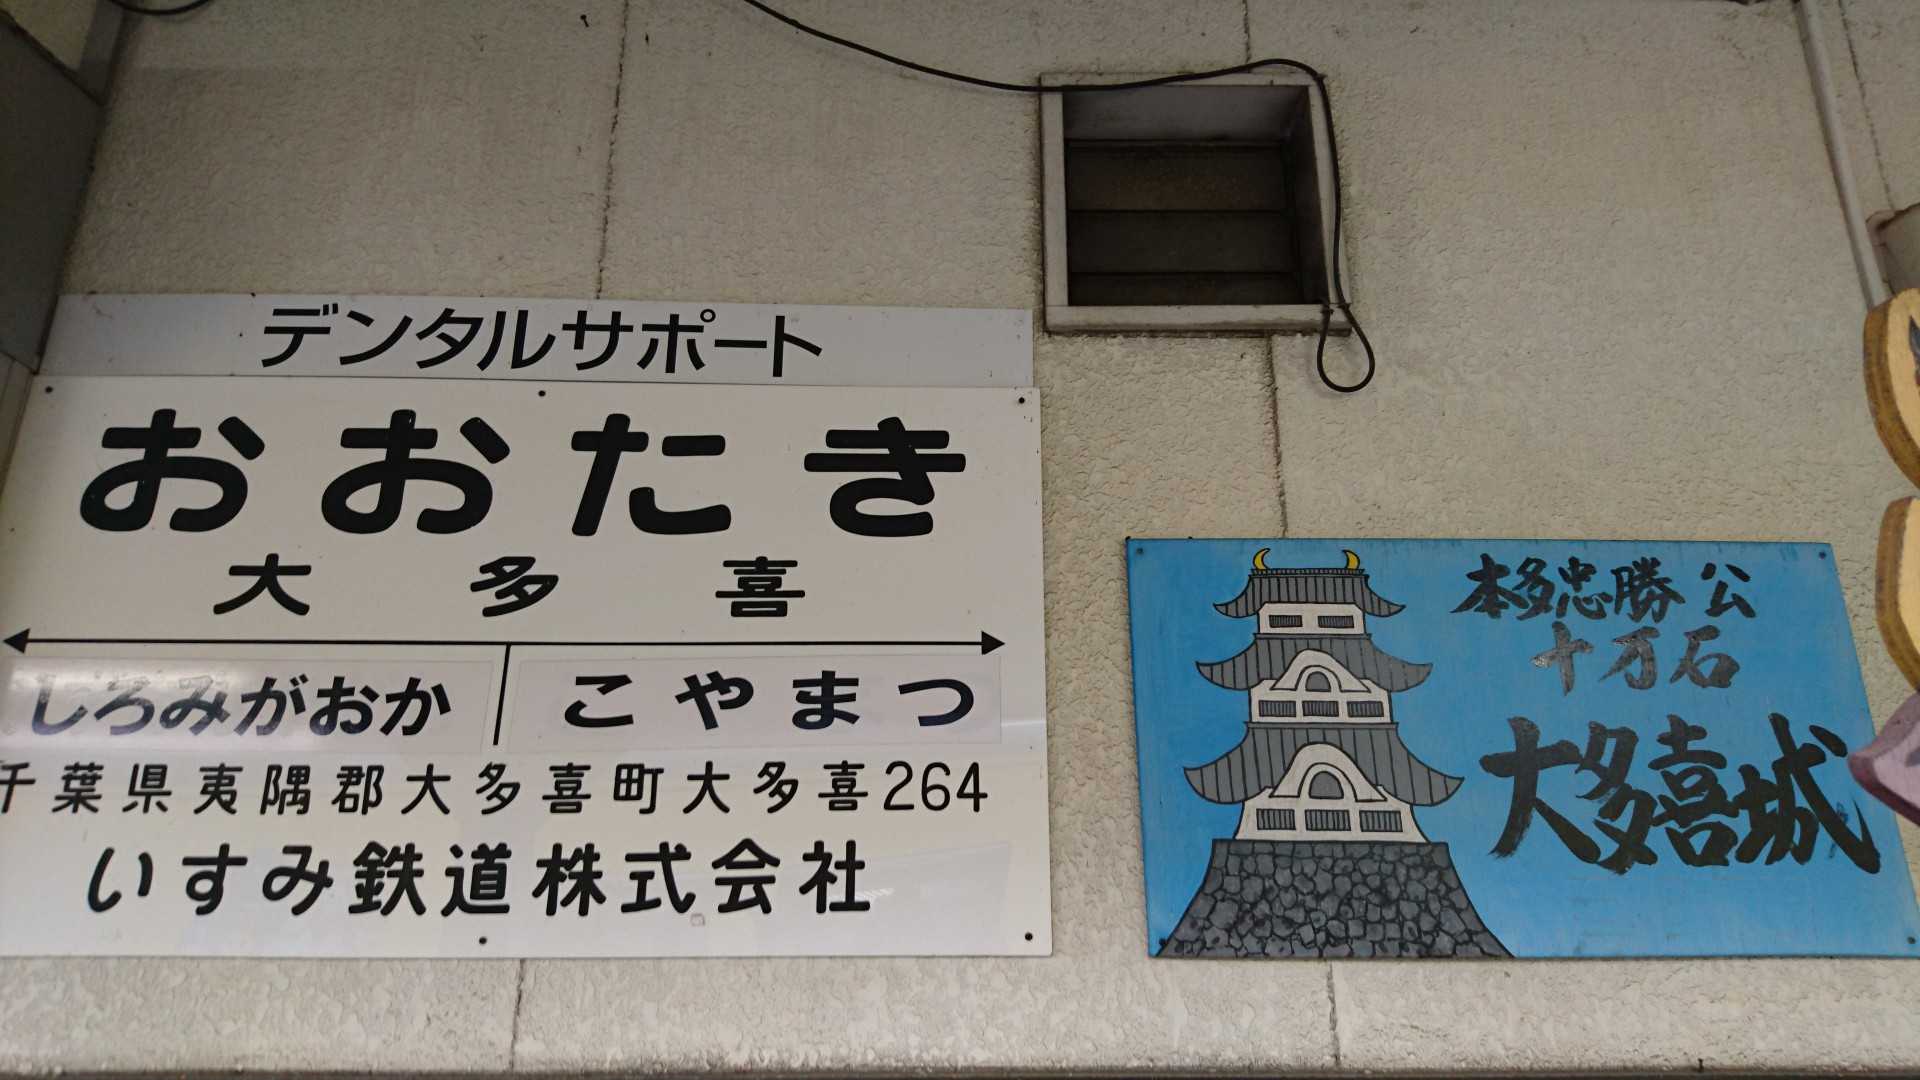 デンタルサポート
おおたき
大多喜
しろみがおか こやまつ
千葉県夷隅郡大多喜町大多喜264
いすみ鉄道株式会社
本多忠勝公
十万石
大多喜城